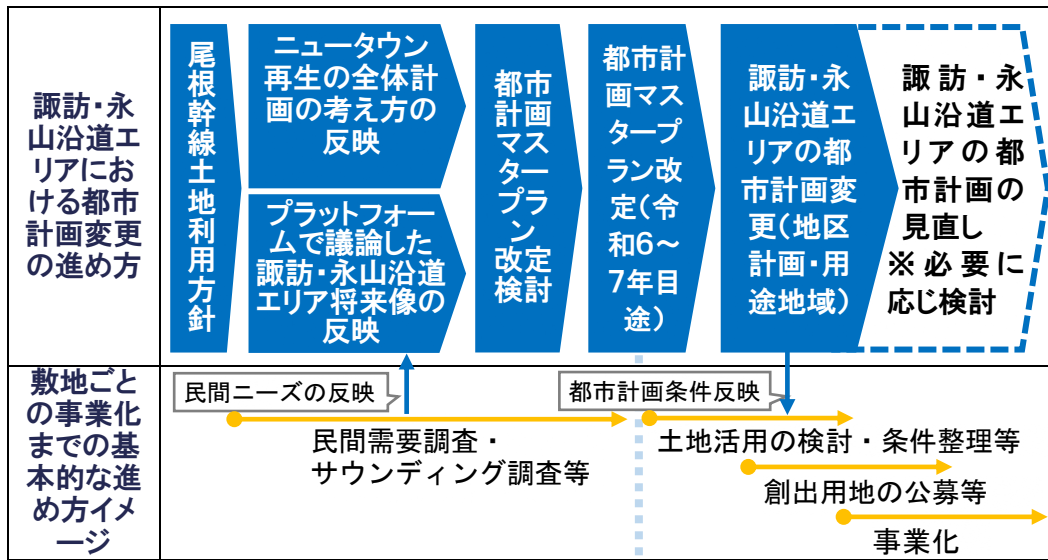 諏訪・永
山沿道エ
リアにお
ける都市
計画変更
の進め方
尾根幹線土地利用方針
ニュータウン
再生の全体計
画の考え方の
反映
プラットフォー
ムで議論した
諏訪・永山沿道
エリア将来像の
反映
都市
計画
マス
ター
プラ
ン
改定
検討
都市計
画マス
タープ
ラン改
定(令
和6~
7年目
途)
諏訪・永
山沿道エ
リアの都
市計画変
更(地区
計画・用
途地域)
諏訪・永
山沿道エ
リアの都
市計画の
見直し
※必要に
応じ検討
敷地ごと
の事業化
までの基
本的な進
め方イメ
ージ
民間ニーズの反映
都市計画条件反映
民間需要調査・
サウンディング調査等
土地活用の検討・条件整理等
創出用地の公募等
事業化